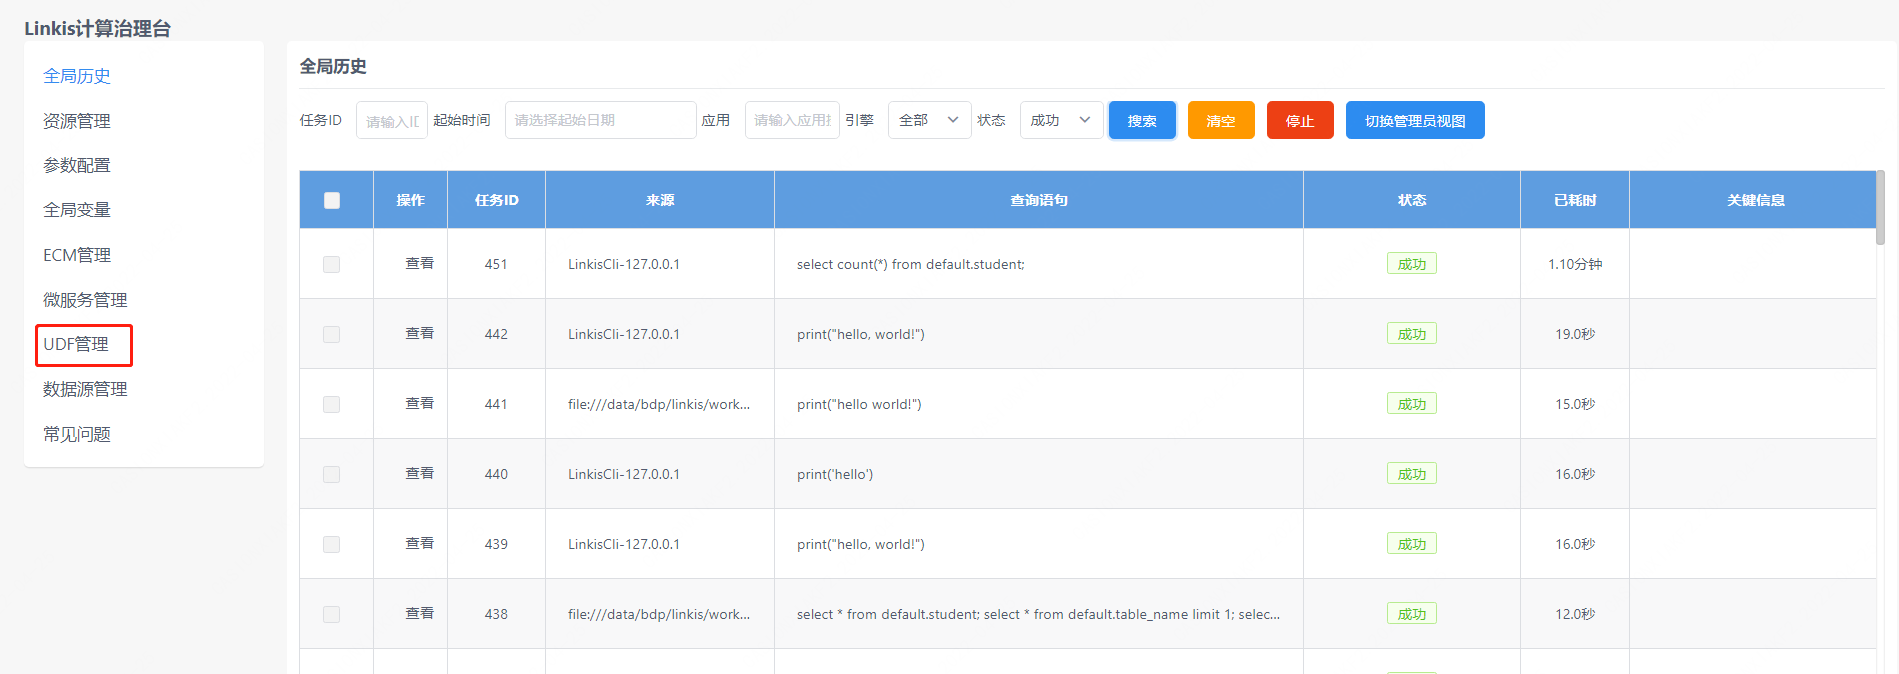 Linkis计算治理台
全局历史
资源管理
参数配置
全局变量
ECM管理
微服务管理
UDF管理
数据源管理
常见问题
全局历史
任务ID 请输入ID 起始时间 请选择起始日期 应用 请输入应用 引擎 全部 状态 成功 搜索 清空 停止 切换管理员视图
操作 任务ID 来源 查询语句 状态 已耗时 关键信息
查看 451 LinkisCli-127.0.0.1 select count(*) from default.student; 成功 1.10分钟
查看 442 LinkisCli-127.0.0.1 print("hello, world!") 成功 19.0秒
查看 441 file:///data/bdp/linkis/work... print("hello world!") 成功 15.0秒
查看 440 LinkisCli-127.0.0.1 print('hello') 成功 16.0秒
查看 439 LinkisCli-127.0.0.1 print("hello, world!") 成功 16.0秒
查看 438 file:///data/bdp/linkis/work... select * from default.student; select * from default.table_name limit 1; selec... 成功 12.0秒